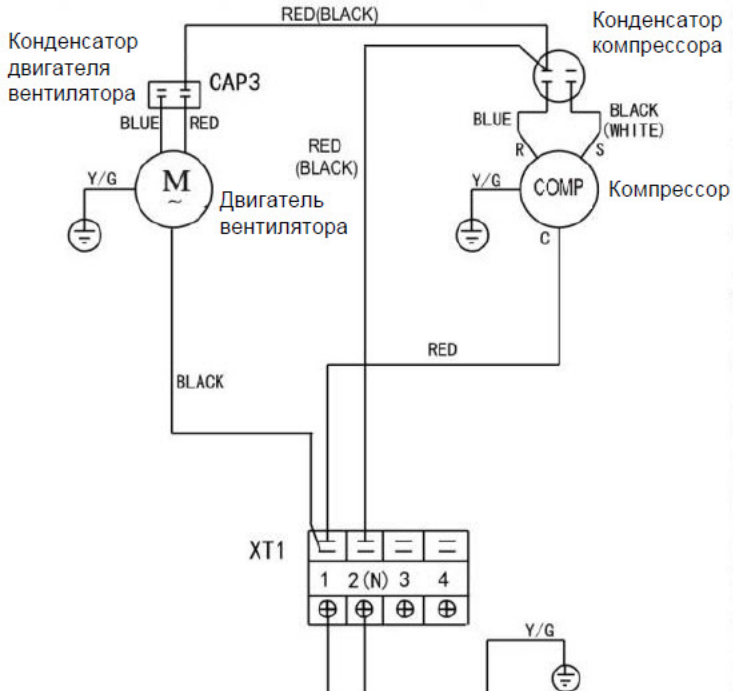 RED(BLACK)
Конденсатор
двигателя
вентилятора
Конденсатор
компрессора
CAP3
BLUE
RED
BLUE
BLACK
(WHITE)
RED
(BLACK)
R
S
Y/G
M
~
Двигатель
вентилятора
Y/G
COMP
Компрессор
C
RED
BLACK
XT1
1 2(N) 3 4
Y/G